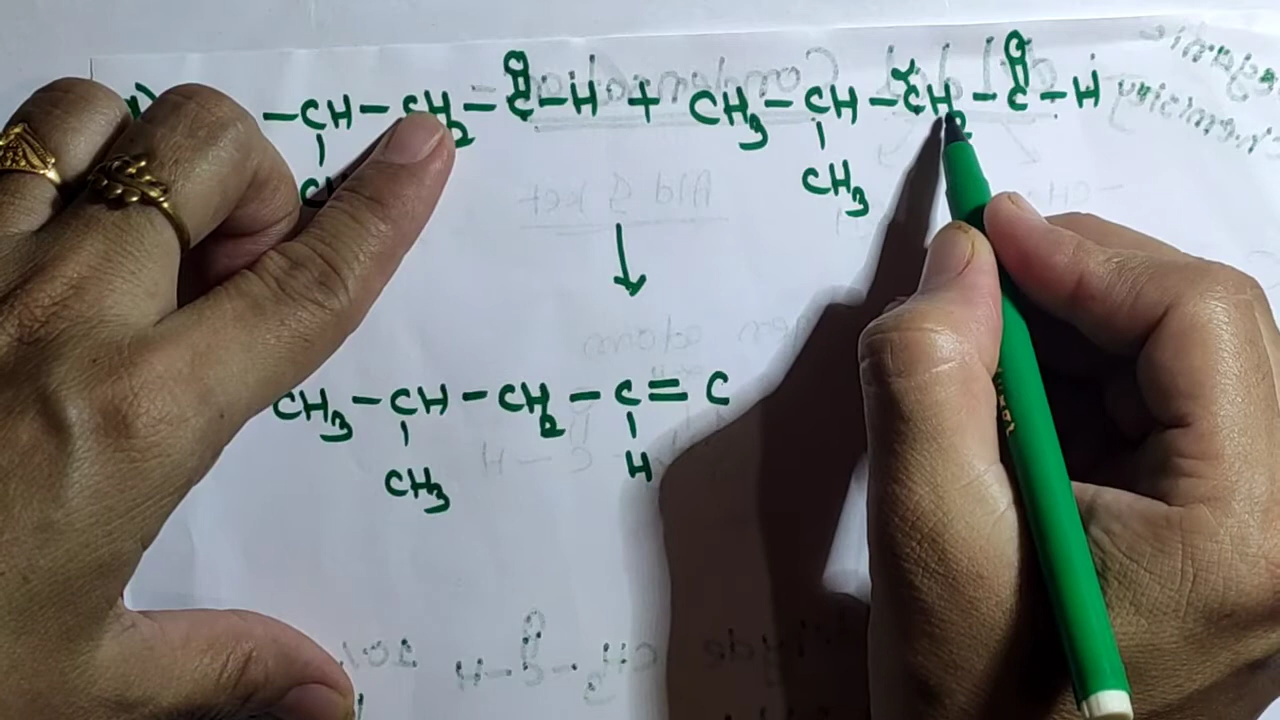 O O
-CH-CH2-C-H + CH3-CH-CH2-C-H
CH3
↓
CH3-CH-CH2-C=C
CH3 H